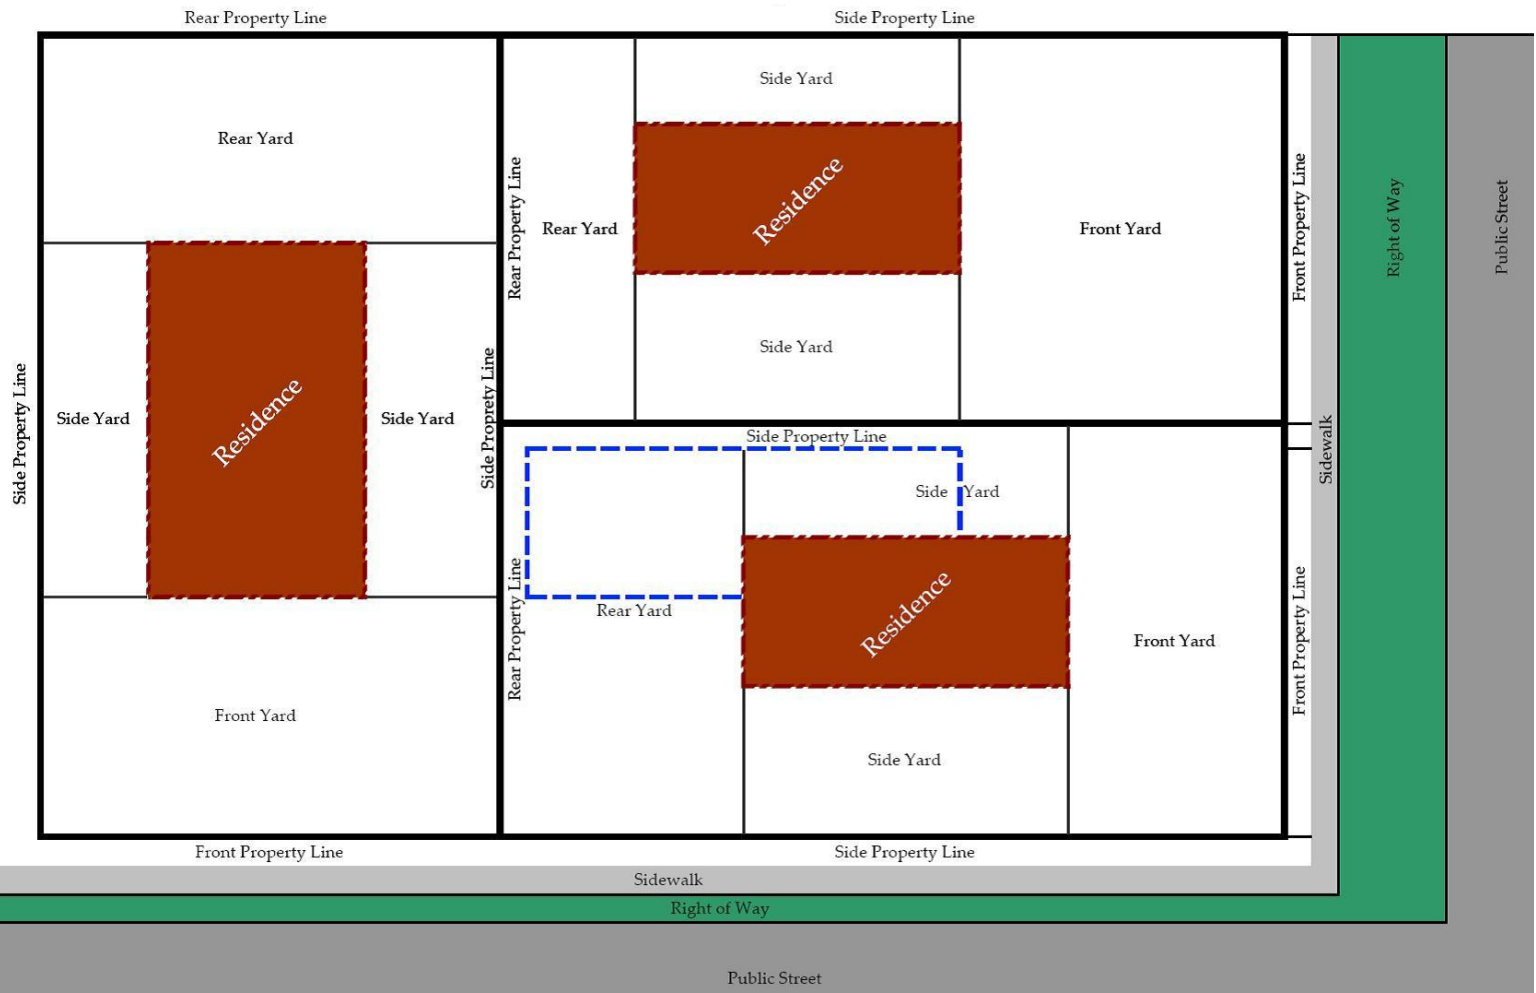 Rear Property Line
Side Property Line
Rear Yard
Side Property Line
Side Yard
Residence
Side Yard
Side Proprety Line
Front Yard
Front Property Line
Rear Property Line
Rear Yard
Side Yard
Residence
Side Yard
Front Yard
Front Property Line
Side Property Line
Side Yard
Rear Property Line
Rear Yard
Residence
Side Yard
Front Yard
Front Property Line
Side Property Line
Sidewalk
Right of Way
Public Street
Sidewalk
Right of Way
Public Street